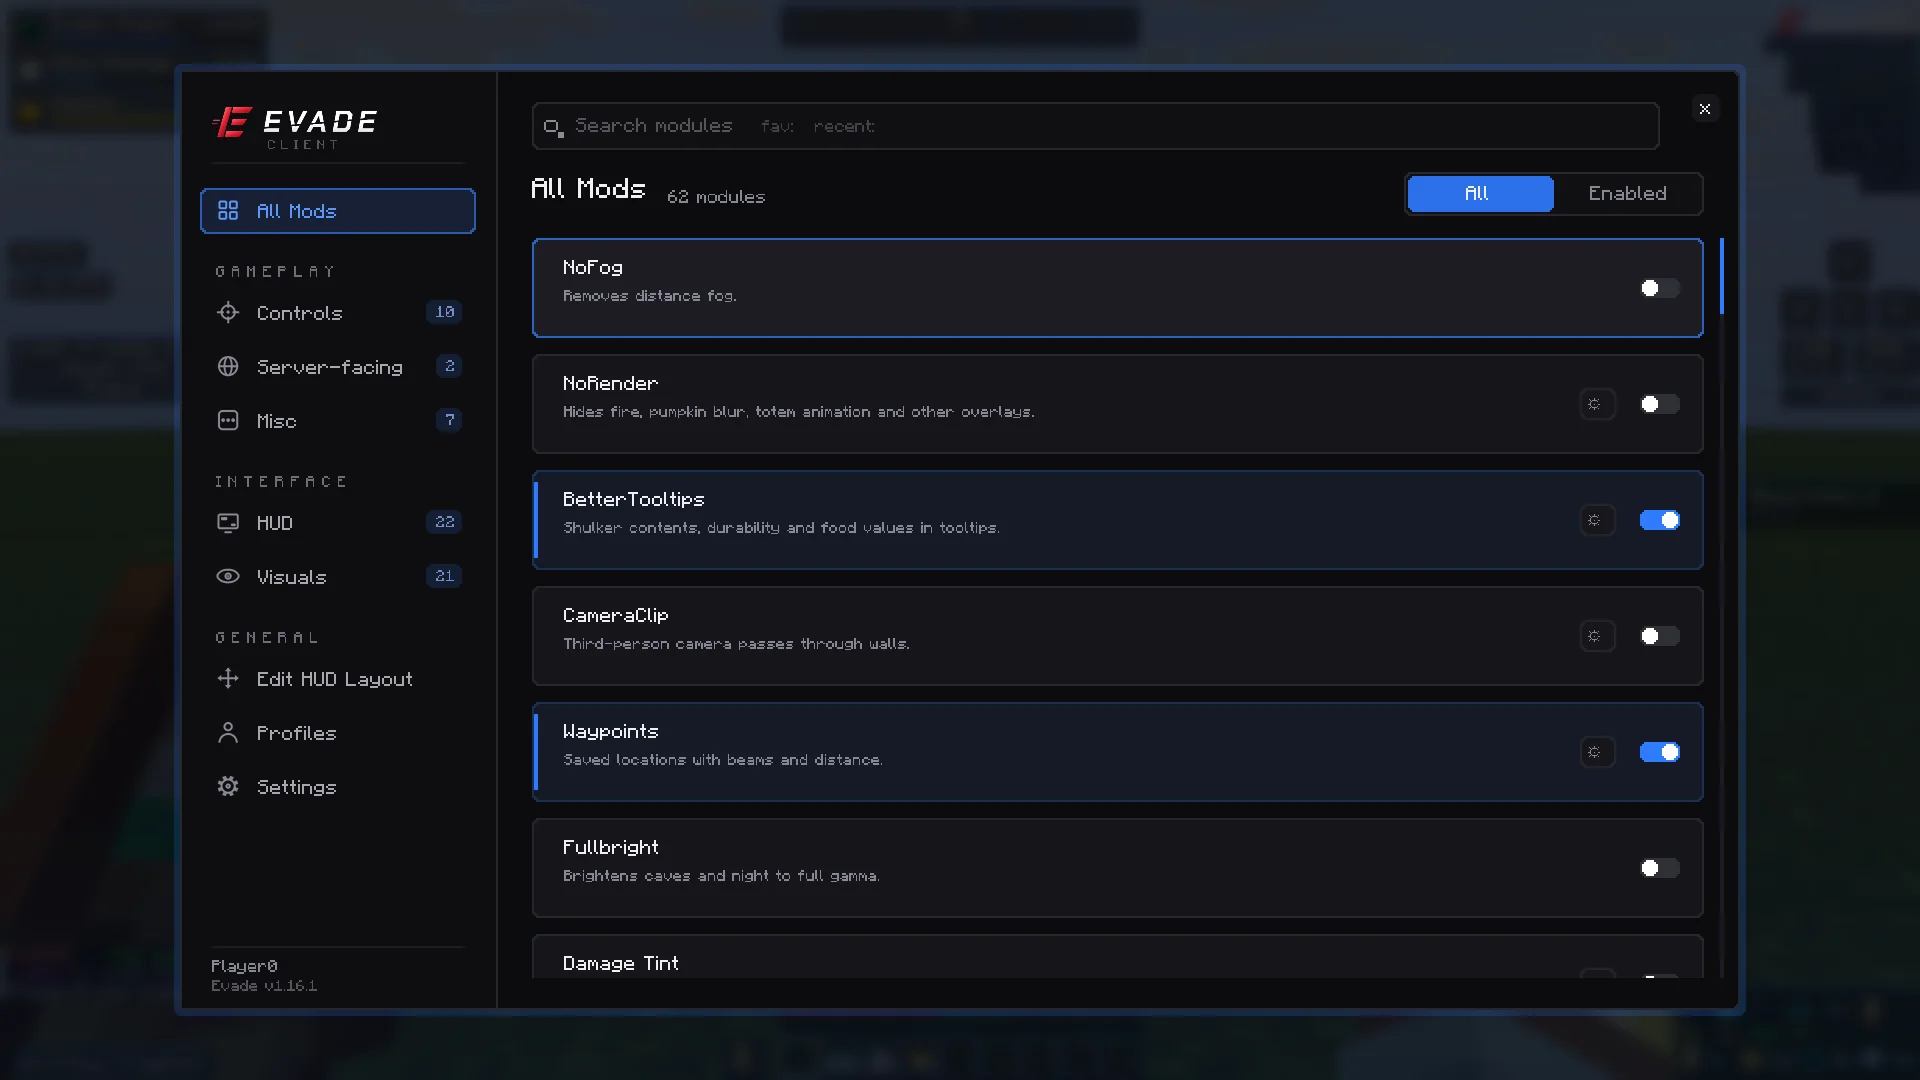 EVADE
CLIENT
Search modules fav: recent:
All Mods
GAMEPLAY
Controls 10
Server-facing 2
Misc 7
INTERFACE
HUD 22
Visuals 21
GENERAL
Edit HUD Layout
Profiles
Settings
Player0
Evade v1.16.1
All Mods 62 modules
All Enabled
NoFog
Removes distance fog.
NoRender
Hides fire, pumpkin blur, totem animation and other overlays.
BetterTooltips
Shulker contents, durability and food values in tooltips.
CameraClip
Third-person camera passes through walls.
Waypoints
Saved locations with beams and distance.
Fullbright
Brightens caves and night to full gamma.
Damage Tint